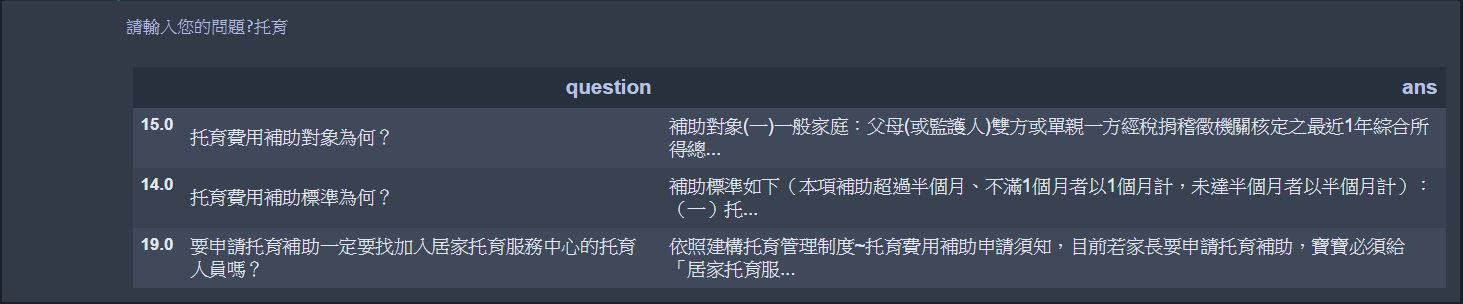 請輸入您的問題?托育
question ans
15.0 托育費用補助對象為何？ 補助對象(一)一般家庭：父母(或監護人)雙方或單親一方經稅捐稽徵機關核定之最近1年綜合所
得總...
14.0 托育費用補助標準為何？ 補助標準如下（本項補助超過半個月、不滿1個月者以1個月計，未達半個月者以半個月計）：
（一）托...
19.0 要申請托育補助一定要找加入居家托育服務中心的托育 依照建構托育管理制度~托育費用補助申請須知，目前若家長要申請托育補助，寶寶必須給
人員嗎？ 「居家托育服...